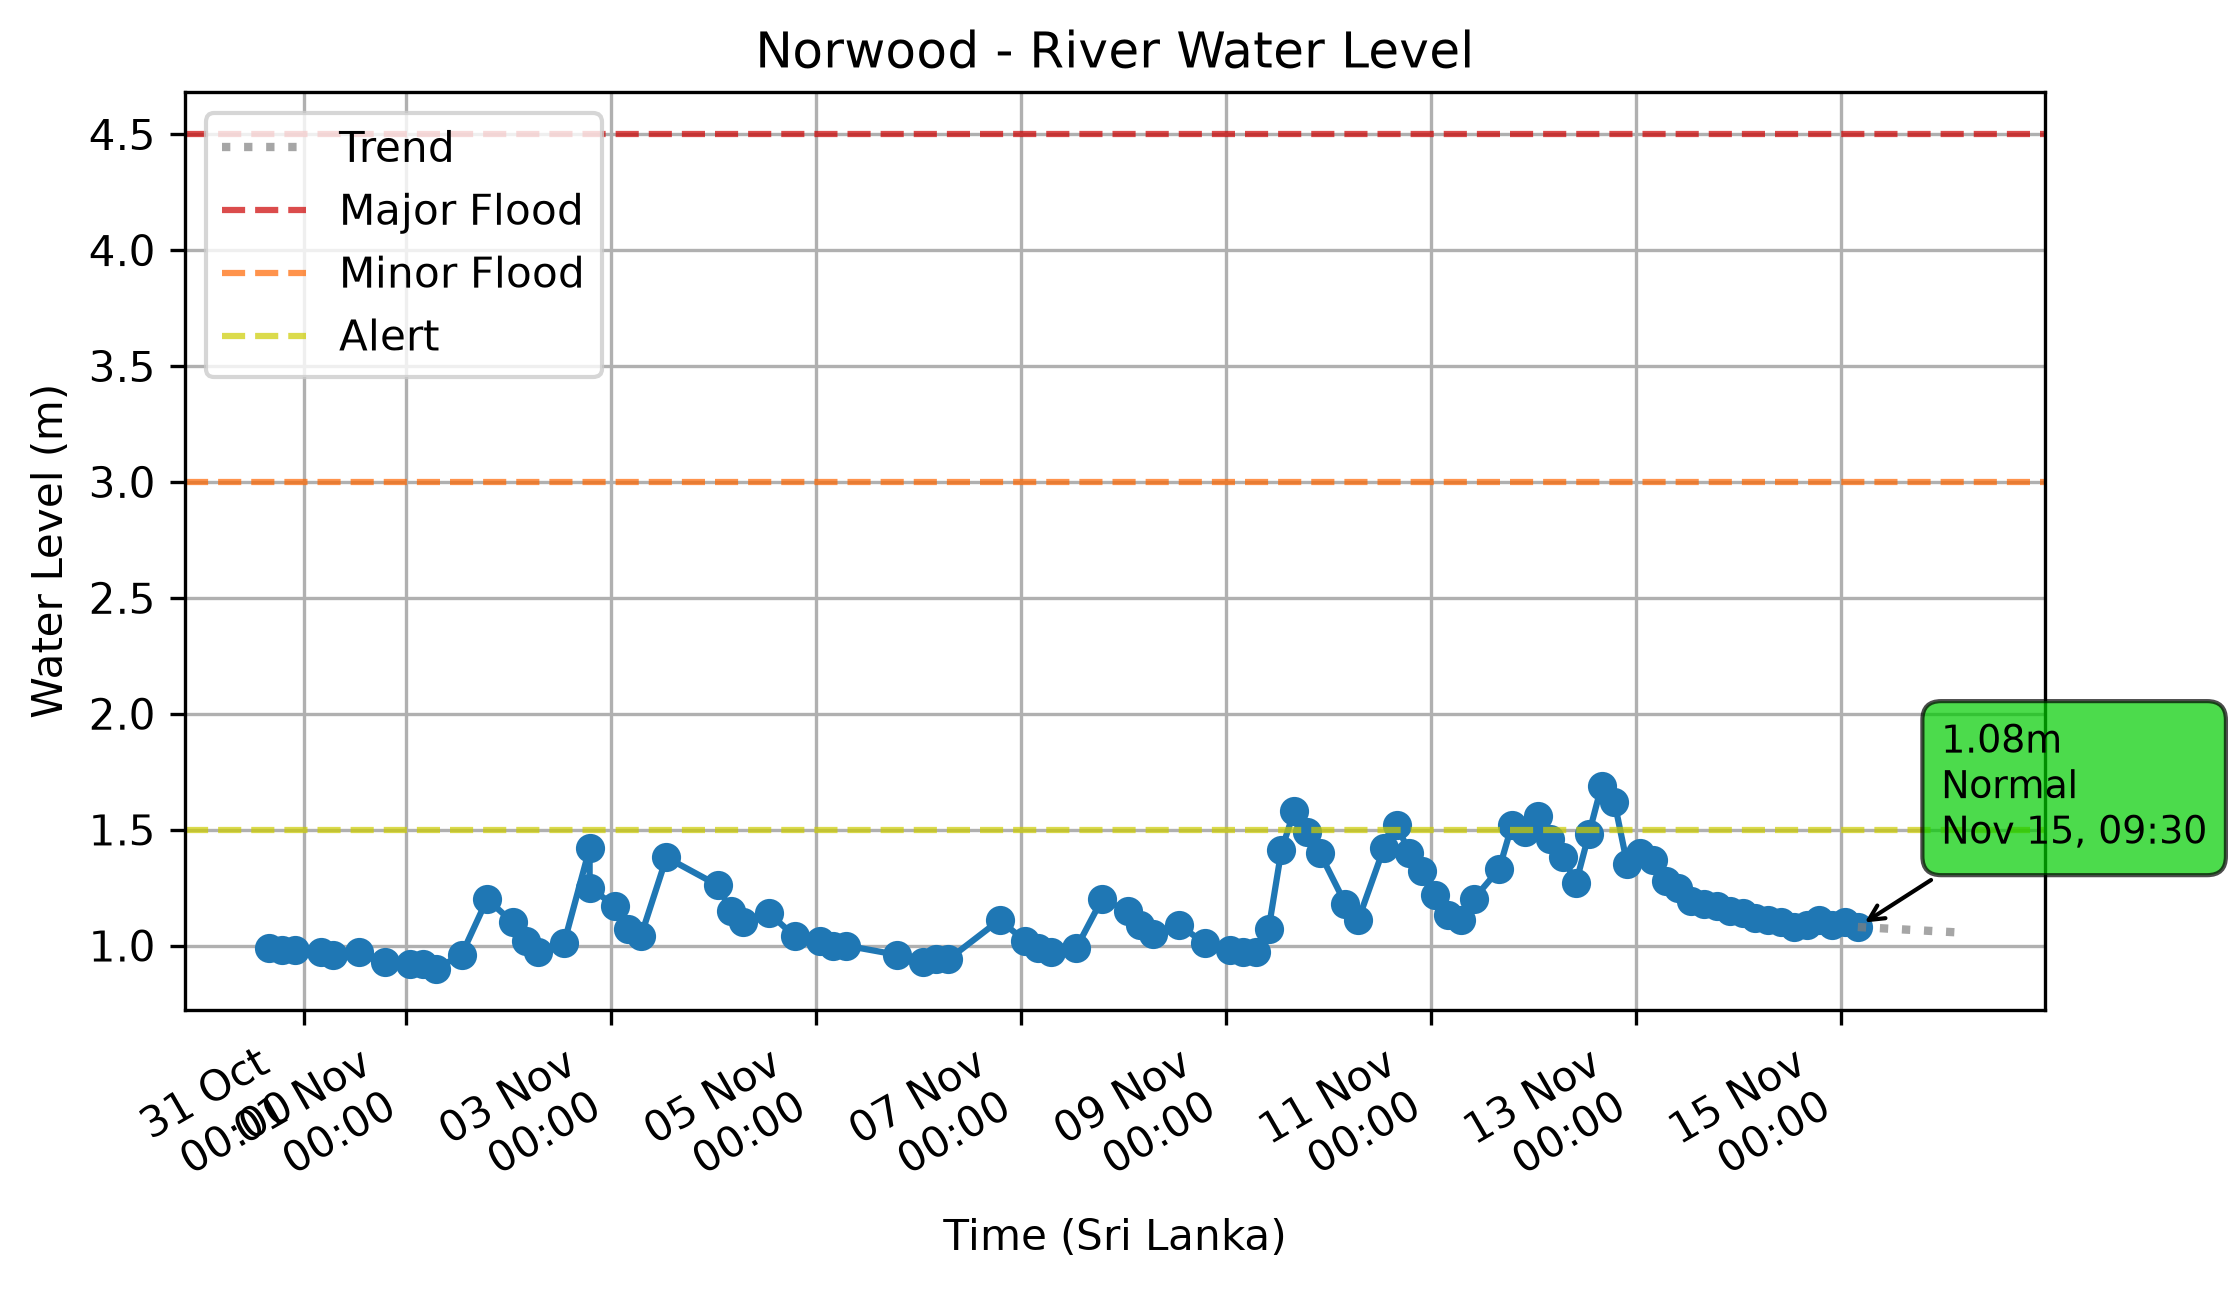 Norwood - River Water Level
Water Level (m)
4.5
4.0
3.5
3.0
2.5
2.0
1.5
1.0
Trend
Major Flood
Minor Flood
Alert
1.08m
Normal
Nov 15, 09:30
31 Oct
00:00
01 Nov
00:00
03 Nov
00:00
05 Nov
00:00
07 Nov
00:00
09 Nov
00:00
11 Nov
00:00
13 Nov
00:00
15 Nov
00:00
Time (Sri Lanka)